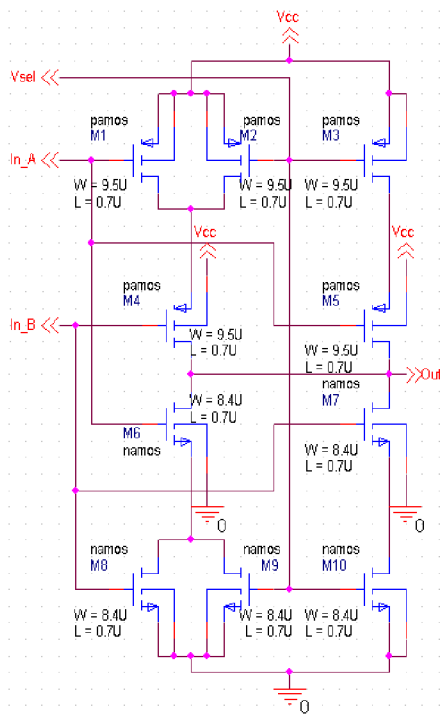 Vcc
Vsel
pamos
M1
pamos
M2
pamos
M3
In_A
W = 9.5U
L = 0.7U
W = 9.5U
L = 0.7U
W = 9.5U
L = 0.7U
Vcc
Vcc
pamos
M4
pamos
M5
In_B
W = 9.5U
L = 0.7U
W = 9.5U
L = 0.7U
Out
namos
M7
W = 8.4U
L = 0.7U
M6
namos
W = 8.4U
L = 0.7U
0
0
namos
M8
namos
M9
namos
M10
W = 8.4U
L = 0.7U
W = 8.4U
L = 0.7U
W = 8.4U
L = 0.7U
0